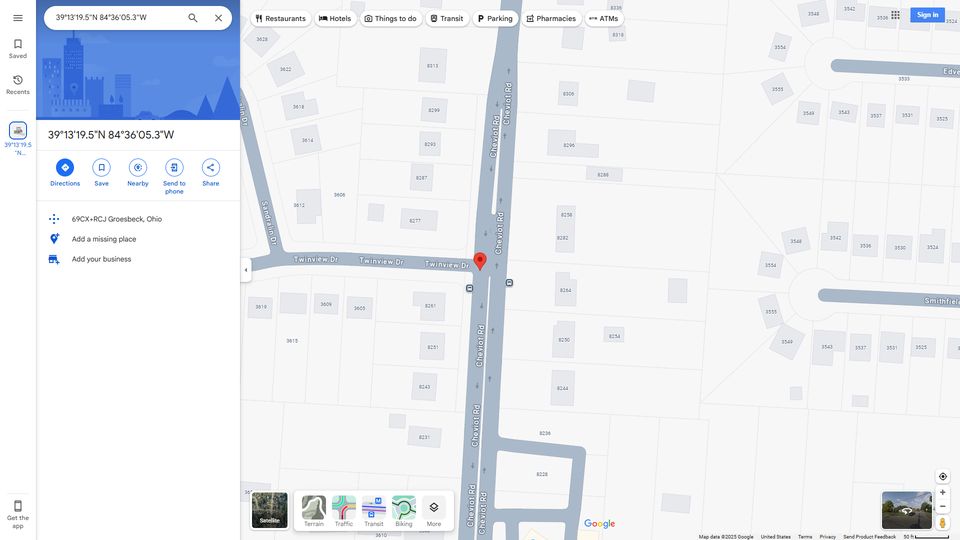 39°13'19.5"N 84°36'05.3"W
Restaurants
Hotels
Things to do
Transit
Parking
Pharmacies
ATMs
Sign in
Saved
Recents
39°13'19.5
"N...
Get the
app
39°13'19.5"N 84°36'05.3"W
Directions
Save
Nearby
Send to
phone
Share
69CX+RCJ Groesbeck, Ohio
Add a missing place
Add your business
3628
3622
3618
3614
3612
3608
8313
8299
8293
8287
8277
8318
8306
8296
8288
8258
8282
8264
8250
8254
8244
8236
8228
3619
3609
3605
3615
8261
8251
8243
8231
3610
3548
3542
3536
3524
3554
3555
3533
3549
3543
3537
3531
3525
3548
3542
3536
3530
3524
3554
3555
3549
3543
3537
3531
3525
Sandralin Dr
Twinview Dr
Twinview Dr
Twinview Dr
Cheviot Rd
Cheviot Rd
Cheviot Rd
Cheviot Rd
Cheviot Rd
Cheviot Rd
Cheviot Rd
Edve
Smithfiel
Satellite
Terrain
Traffic
Transit
Biking
More
Google
Map data ©2025 Google
United States
Terms
Privacy
Send Product Feedback
50 ft